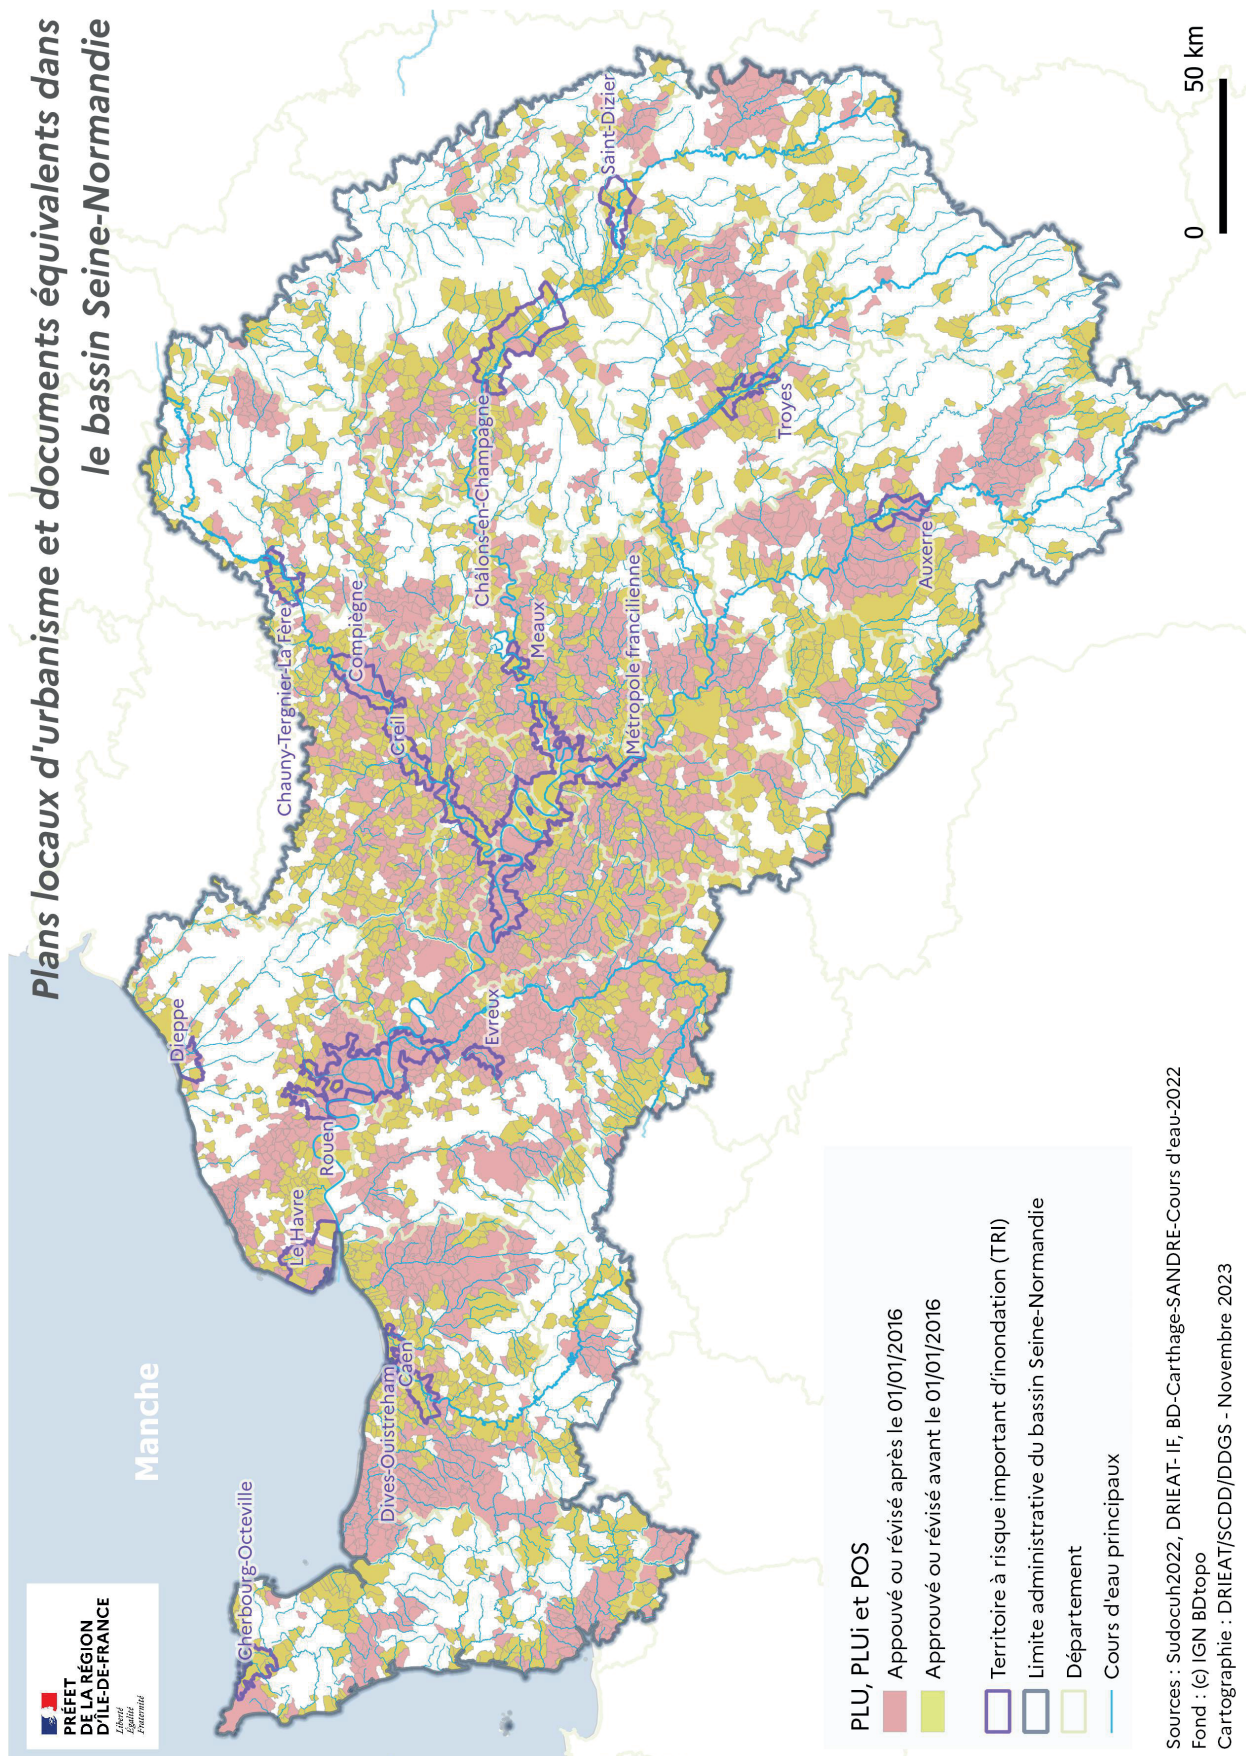 Plans locaux d'urbanisme et documents équivalents dans
le bassin Seine-Normandie
PRÉFET
DE LA RÉGION
D'ÎLE-DE-FRANCE
Liberté
Égalité
Fraternité
Manche
Cherbourg-Octeville
Dives-Ouistreham
Caen
Le Havre
Rouen
Dieppe
Evreux
Chauny-Tergnier-La Fère
Compiègne
Creil
Meaux
Métropole francilienne
Châlons-en-Champagne
Saint-Dizier
Troyes
Auxerre
0 50 km
PLU, PLUi et POS
Appouvé ou révisé après le 01/01/2016
Approuvé ou révisé avant le 01/01/2016
Territoire à risque important d'inondation (TRI)
Limite administrative du bassin Seine-Normandie
Département
Cours d'eau principaux
Sources : Sudocuh2022, DRIEAT- IF, BD-Carthage-SANDRE-Cours d'eau-2022
Fond : (c) IGN BDtopo
Cartographie : DRIEAT/SCDD/DDGS - Novembre 2023